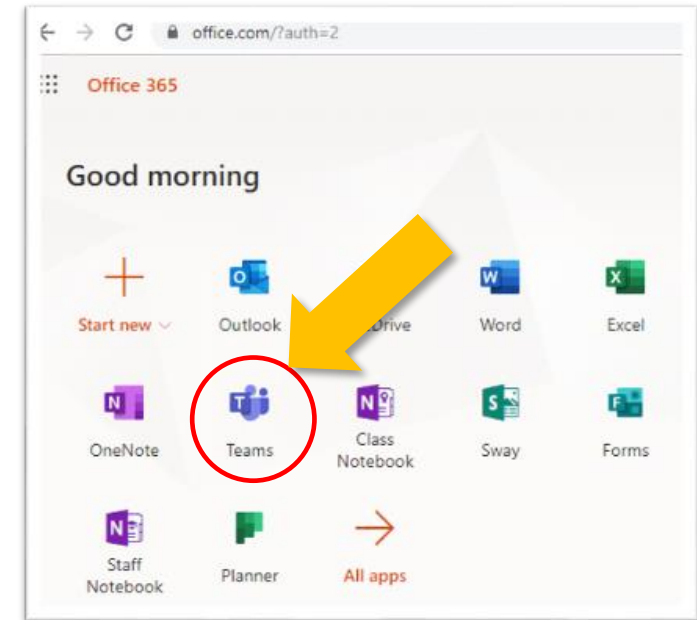 office.com/?auth=2
Office 365
Good morning
Start new
Outlook
Drive
Word
Excel
OneNote
Teams
Class
Notebook
Sway
Forms
Staff
Notebook
Planner
All apps